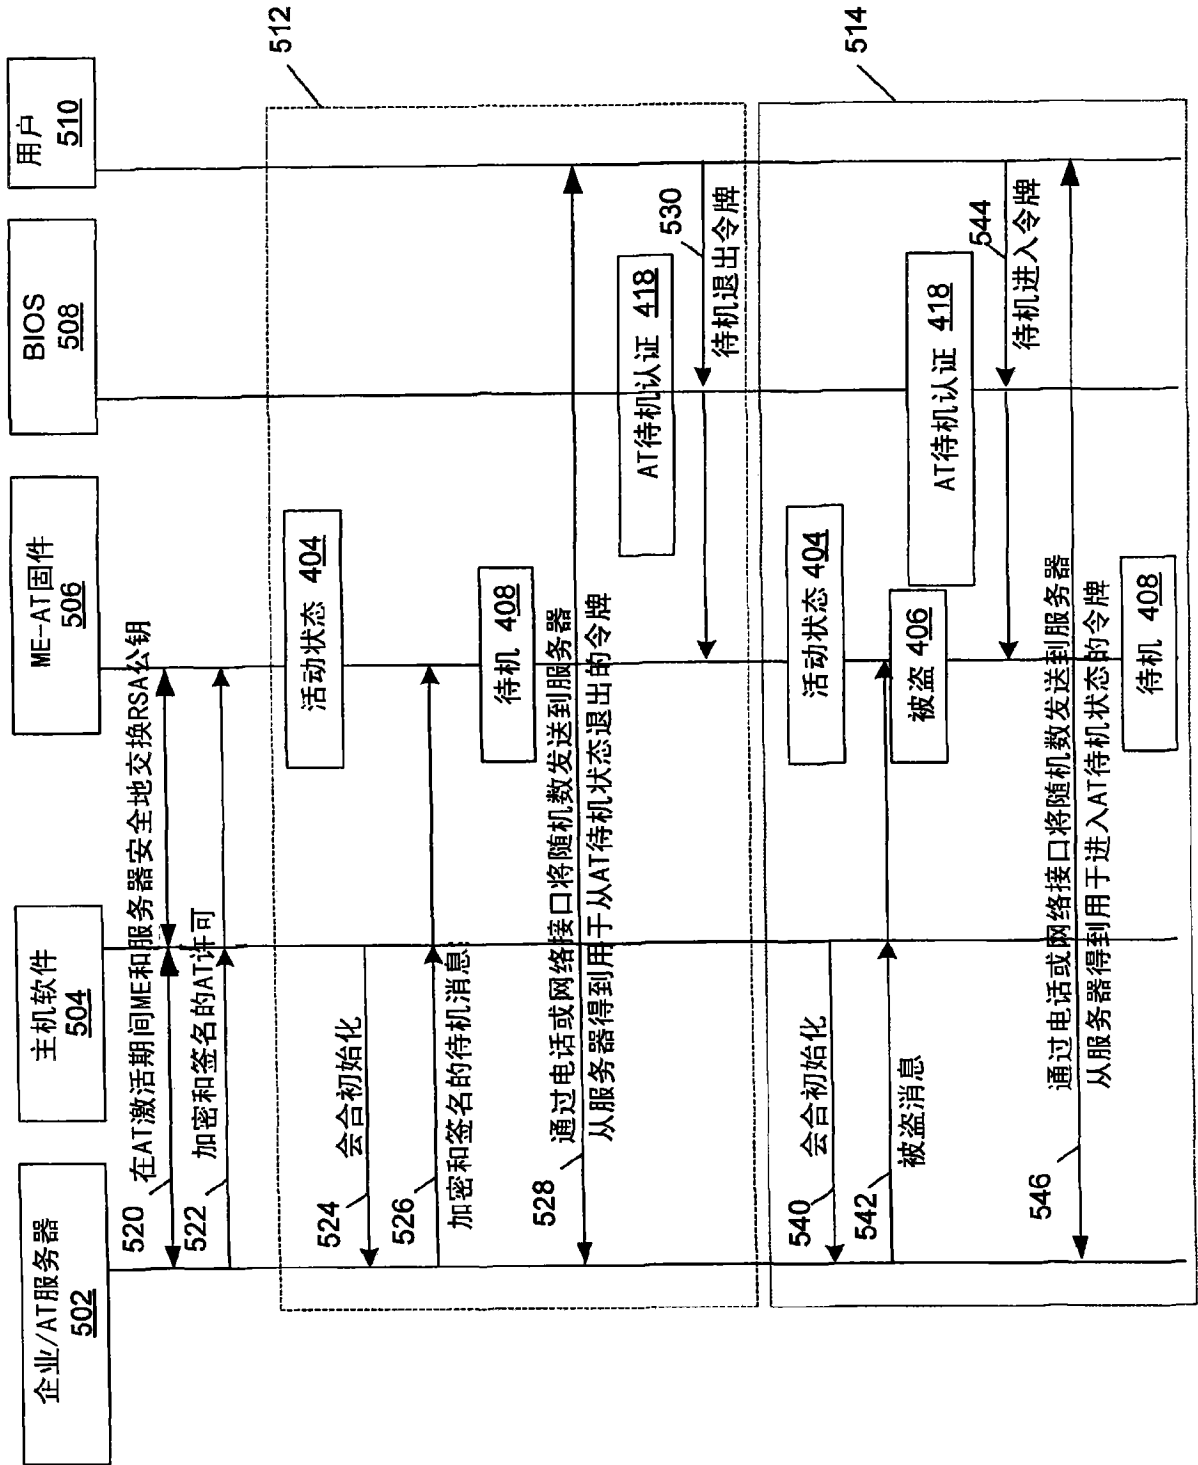 企业/AT服务器
502
主机软件
504
ME-AT固件
506
BIOS
508
用户
510
520
在AT激活期间ME和服务器安全地交换RSA公钥
522
加密和签名的AT许可
512
活动状态 404
524
会合初始化
526
加密和签名的待机消息
待机 408
528
通过电话或网络接口将随机数发送到服务器
从服务器得到用于从AT待机状态退出的令牌
AT待机认证 418
530
待机退出令牌
514
活动状态 404
540
会合初始化
542
被盗消息
被盗 406
AT待机认证 418
544
待机进入令牌
546
通过电话或网络接口将随机数发送到服务器
从服务器得到用于进入AT待机状态的令牌
待机 408